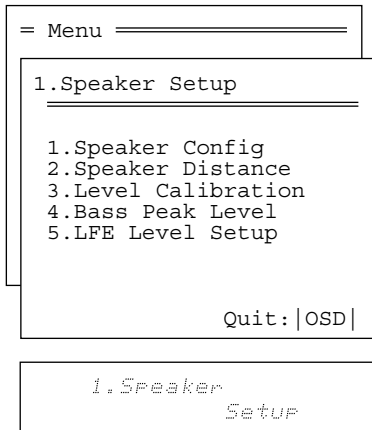 = Menu
1.Speaker Setup
1.Speaker Config
2.Speaker Distance
3.Level Calibration
4.Bass Peak Level
5.LFE Level Setup
Quit:|OSD|
1.Speaker
Setup